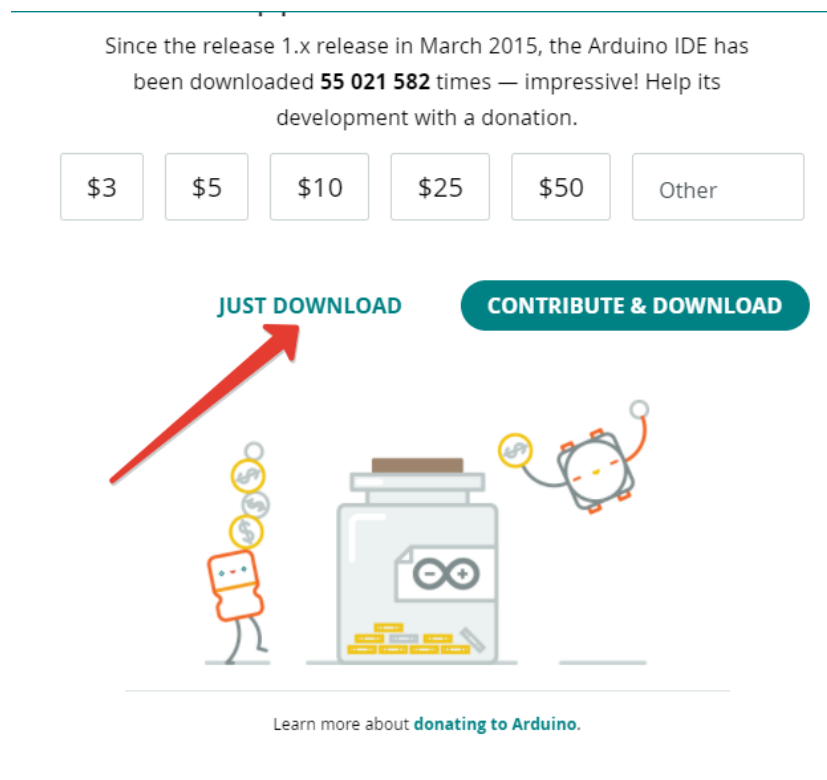 Since the release 1.x release in March 2015, the Arduino IDE has
been downloaded 55 021 582 times — impressive! Help its
development with a donation.
$3 $5 $10 $25 $50 Other
JUST DOWNLOAD CONTRIBUTE & DOWNLOAD
Learn more about donating to Arduino.